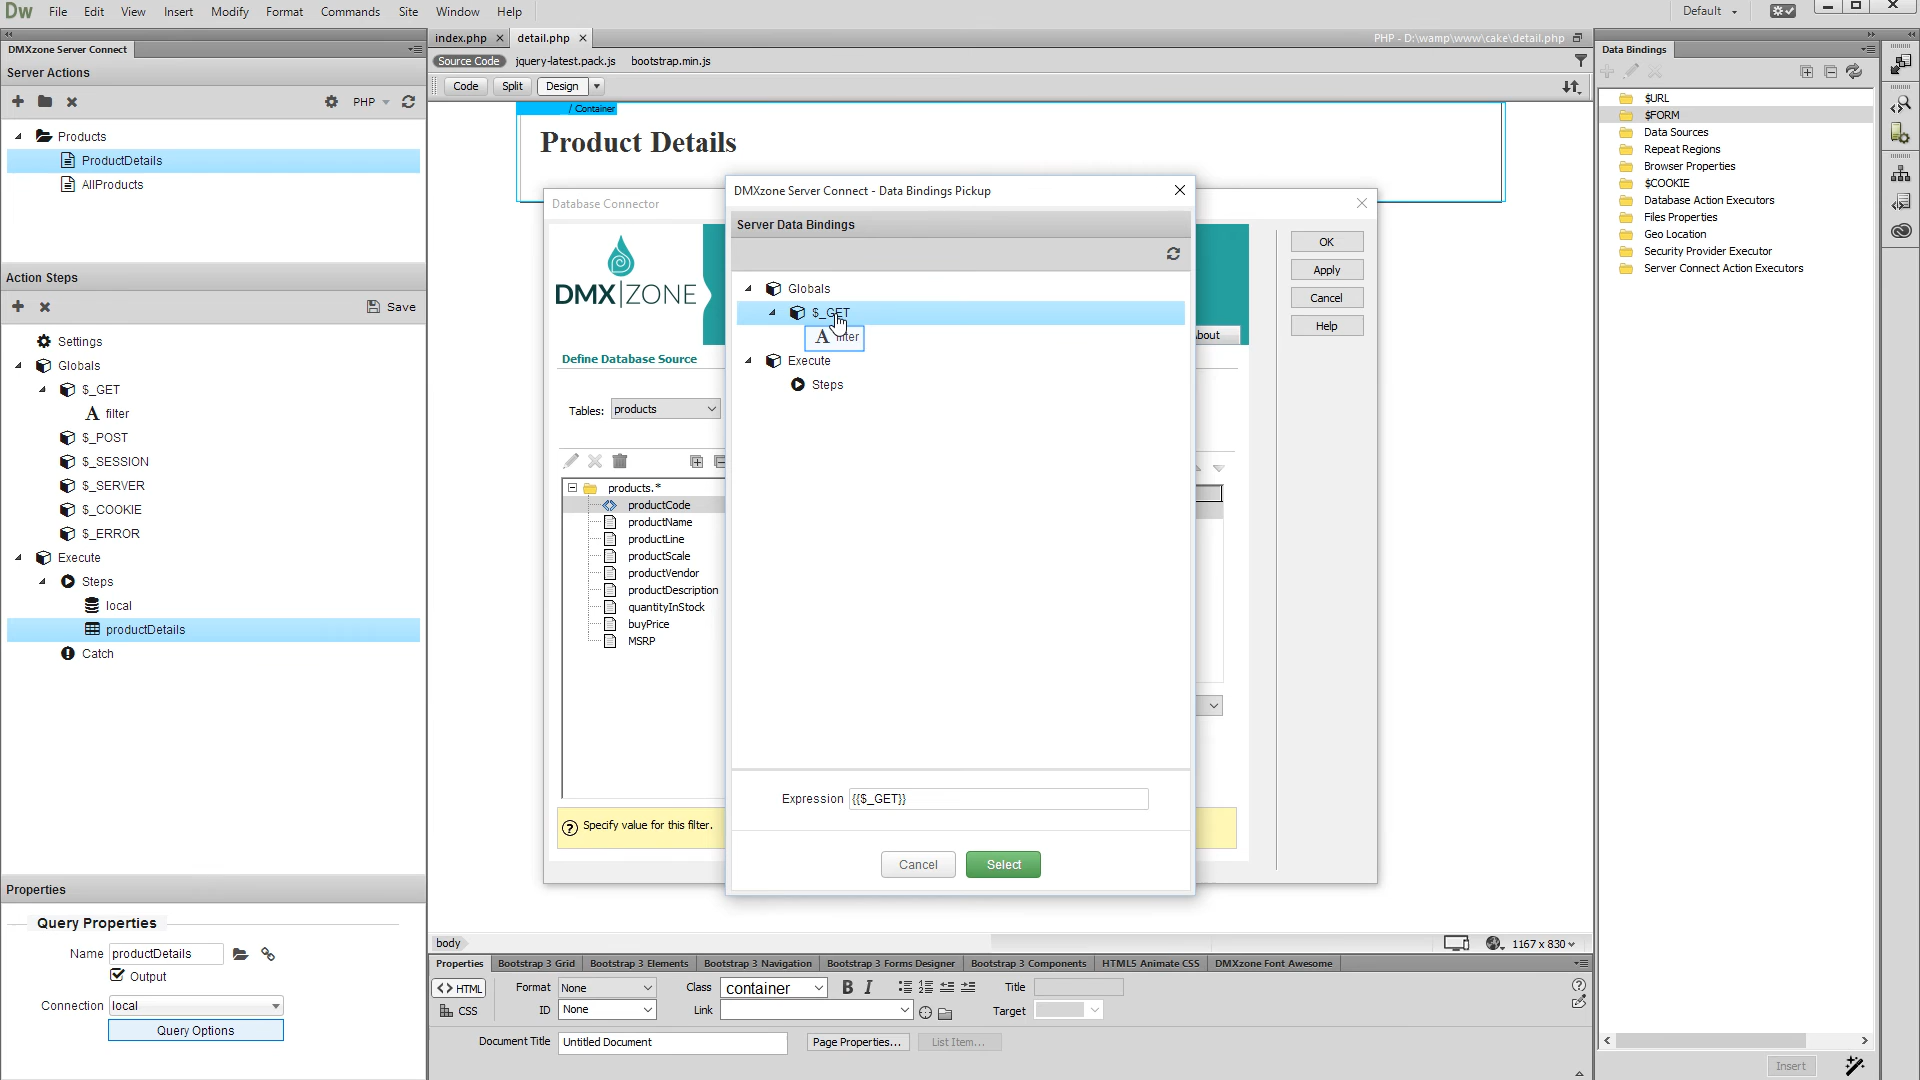 Dw File Edit View Insert Modify Format Commands Site Window Help Default
DMXzone Server Connect
Server Actions
PHP
Products
ProductDetails
AllProducts
Action Steps
Save
Settings
Globals
$_GET
filter
$_POST
$_SESSION
$_SERVER
$_COOKIE
$_ERROR
Execute
Steps
local
productDetails
Catch
Properties
Query Properties
Name productDetails
Output
Connection local
Query Options
index.php detail.php PHP - D:\wamp\www\cake\detail.php
Source Code jquery-latest.pack.js bootstrap.min.js
Code Split Design
/ Container
Product Details
Database Connector
DMX|ZONE
About
Define Database Source
Tables: products
products.*
productCode
productName
productLine
productScale
productVendor
productDescription
quantityInStock
buyPrice
MSRP
Specify value for this filter.
OK
Apply
Cancel
Help
DMXzone Server Connect - Data Bindings Pickup
Server Data Bindings
Globals
$_GET
filter
Execute
Steps
Expression {{$_GET}}
Cancel Select
body 1167 x 830
Properties Bootstrap 3 Grid Bootstrap 3 Elements Bootstrap 3 Navigation Bootstrap 3 Forms Designer Bootstrap 3 Components HTML5 Animate CSS DMXzone Font Awesome
<> HTML Format None Class container B I Title
CSS ID None Link Target
Document Title Untitled Document Page Properties... List Item...
Data Bindings
$URL
$FORM
Data Sources
Repeat Regions
Browser Properties
$COOKIE
Database Action Executors
Files Properties
Geo Location
Security Provider Executor
Server Connect Action Executors
Insert